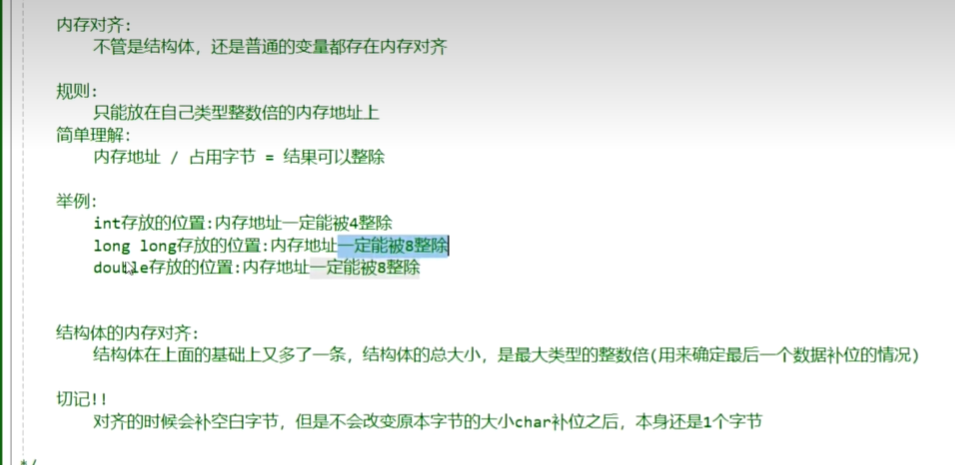 内存对齐:
不管是结构体，还是普通的变量都存在内存对齐
规则:
只能放在自己类型整数倍的内存地址上
简单理解:
内存地址 / 占用字节 = 结果可以整除
举例:
int存放的位置:内存地址一定能被4整除
long long存放的位置:内存地址一定能被8整除
double存放的位置:内存地址一定能被8整除
结构体的内存对齐:
结构体在上面的基础上又多了一条，结构体的总大小，是最大类型的整数倍(用来确定最后一个数据补位的情况)
切记!!
对齐的时候会补空白字节，但是不会改变原本字节的大小char补位之后，本身还是1个字节
*/